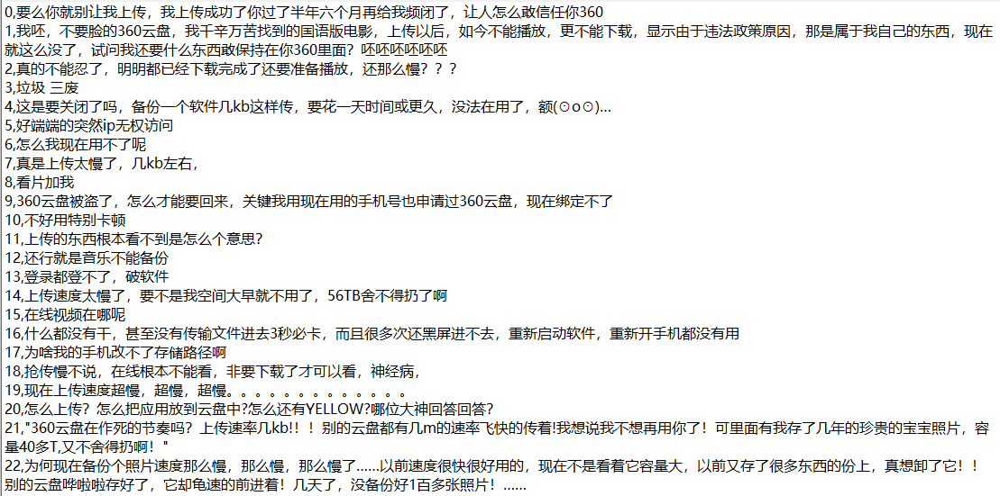 0,要么你就别让我上传，我上传成功了你过了半年六个月再给我频闭了，让人怎么敢信任你360
1,我呸，不要脸的360云盘，我千辛万苦找到的国语版电影，上传以后，如今不能播放，更不能下载，显示由于违法政策原因，那是属于我自己的东西，现在
就这么没了，试问我还要什么东西敢保持在你360里面？呸呸呸呸呸呸
2,真的不能忍了，明明都已经下载完成了还要准备播放，还那么慢？？？
3,垃圾 三废
4,这是要关闭了吗，备份一个软件几kb这样传，要花一天时间或更久，没法在用了，额(⊙o⊙)...
5,好端端的突然ip无权访问
6,怎么我现在用不了呢
7,真是上传太慢了，几kb左右，
8,看片加我
9,360云盘被盗了，怎么才能要回来，关键我用现在用的手机号也申请过360云盘，现在绑定不了
10,不好用特别卡顿
11,上传的东西根本看不到是怎么个意思？
12,还行就是音乐不能备份
13,登录都登不了，破软件
14,上传速度太慢了，要不是我空间大早就不用了，56TB舍不得扔了啊
15,在线视频在哪呢
16,什么都没有干，甚至没有传输文件进去3秒必卡，而且很多次还黑屏进不去，重新启动软件，重新开手机都没有用
17,为啥我的手机改不了存储路径啊
18,抢传慢不说，在线根本不能看，非要下载了才可以看，神经病，
19,现在上传速度超慢，超慢，超慢。。。。。。。。。。。。。
20,怎么上传？怎么把应用放到云盘中?怎么还有YELLOW?哪位大神回答回答？
21,"360云盘在作死的节奏吗？上传速率几kb!！！别的云盘都有几m的速率飞快的传着!我想说我不想再用你了！可里面有我存了几年的珍贵的宝宝照片，容
量40多T,又不舍得扔啊！"
22,为何现在备份个照片速度那么慢，那么慢，那么慢了……以前速度很快很好用的，现在不是看着它容量大，以前又存了很多东西的份上，真想卸了它！！
别的云盘哗啦啦存好了，它却龟速的前进着！几天了，没备份好1百多张照片！……